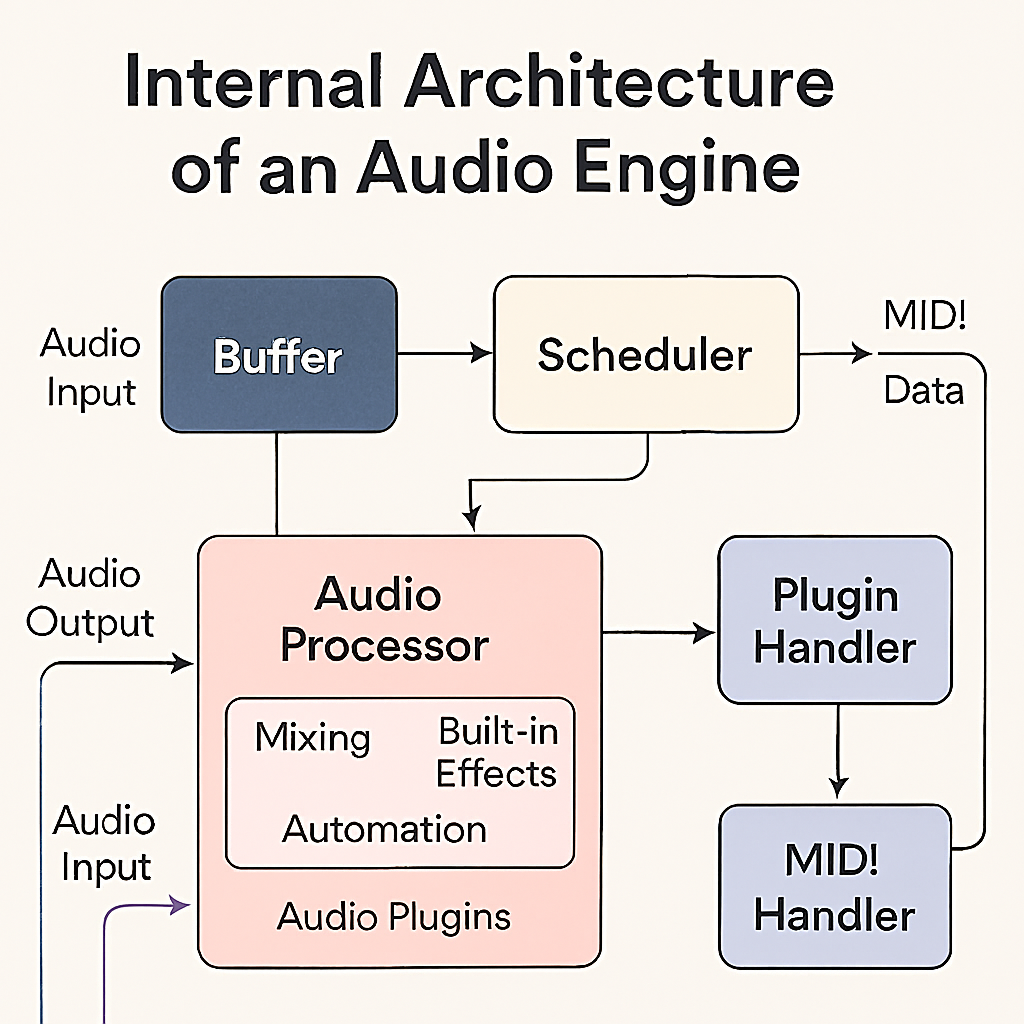 Internal Architecture
of an Audio Engine
Audio
Input
Buffer
Scheduler
MID!
Data
Audio
Output
Audio
Processor
Plugin
Handler
Mixing
Built-in
Effects
Automation
Audio
Input
Audio Plugins
MID!
Handler